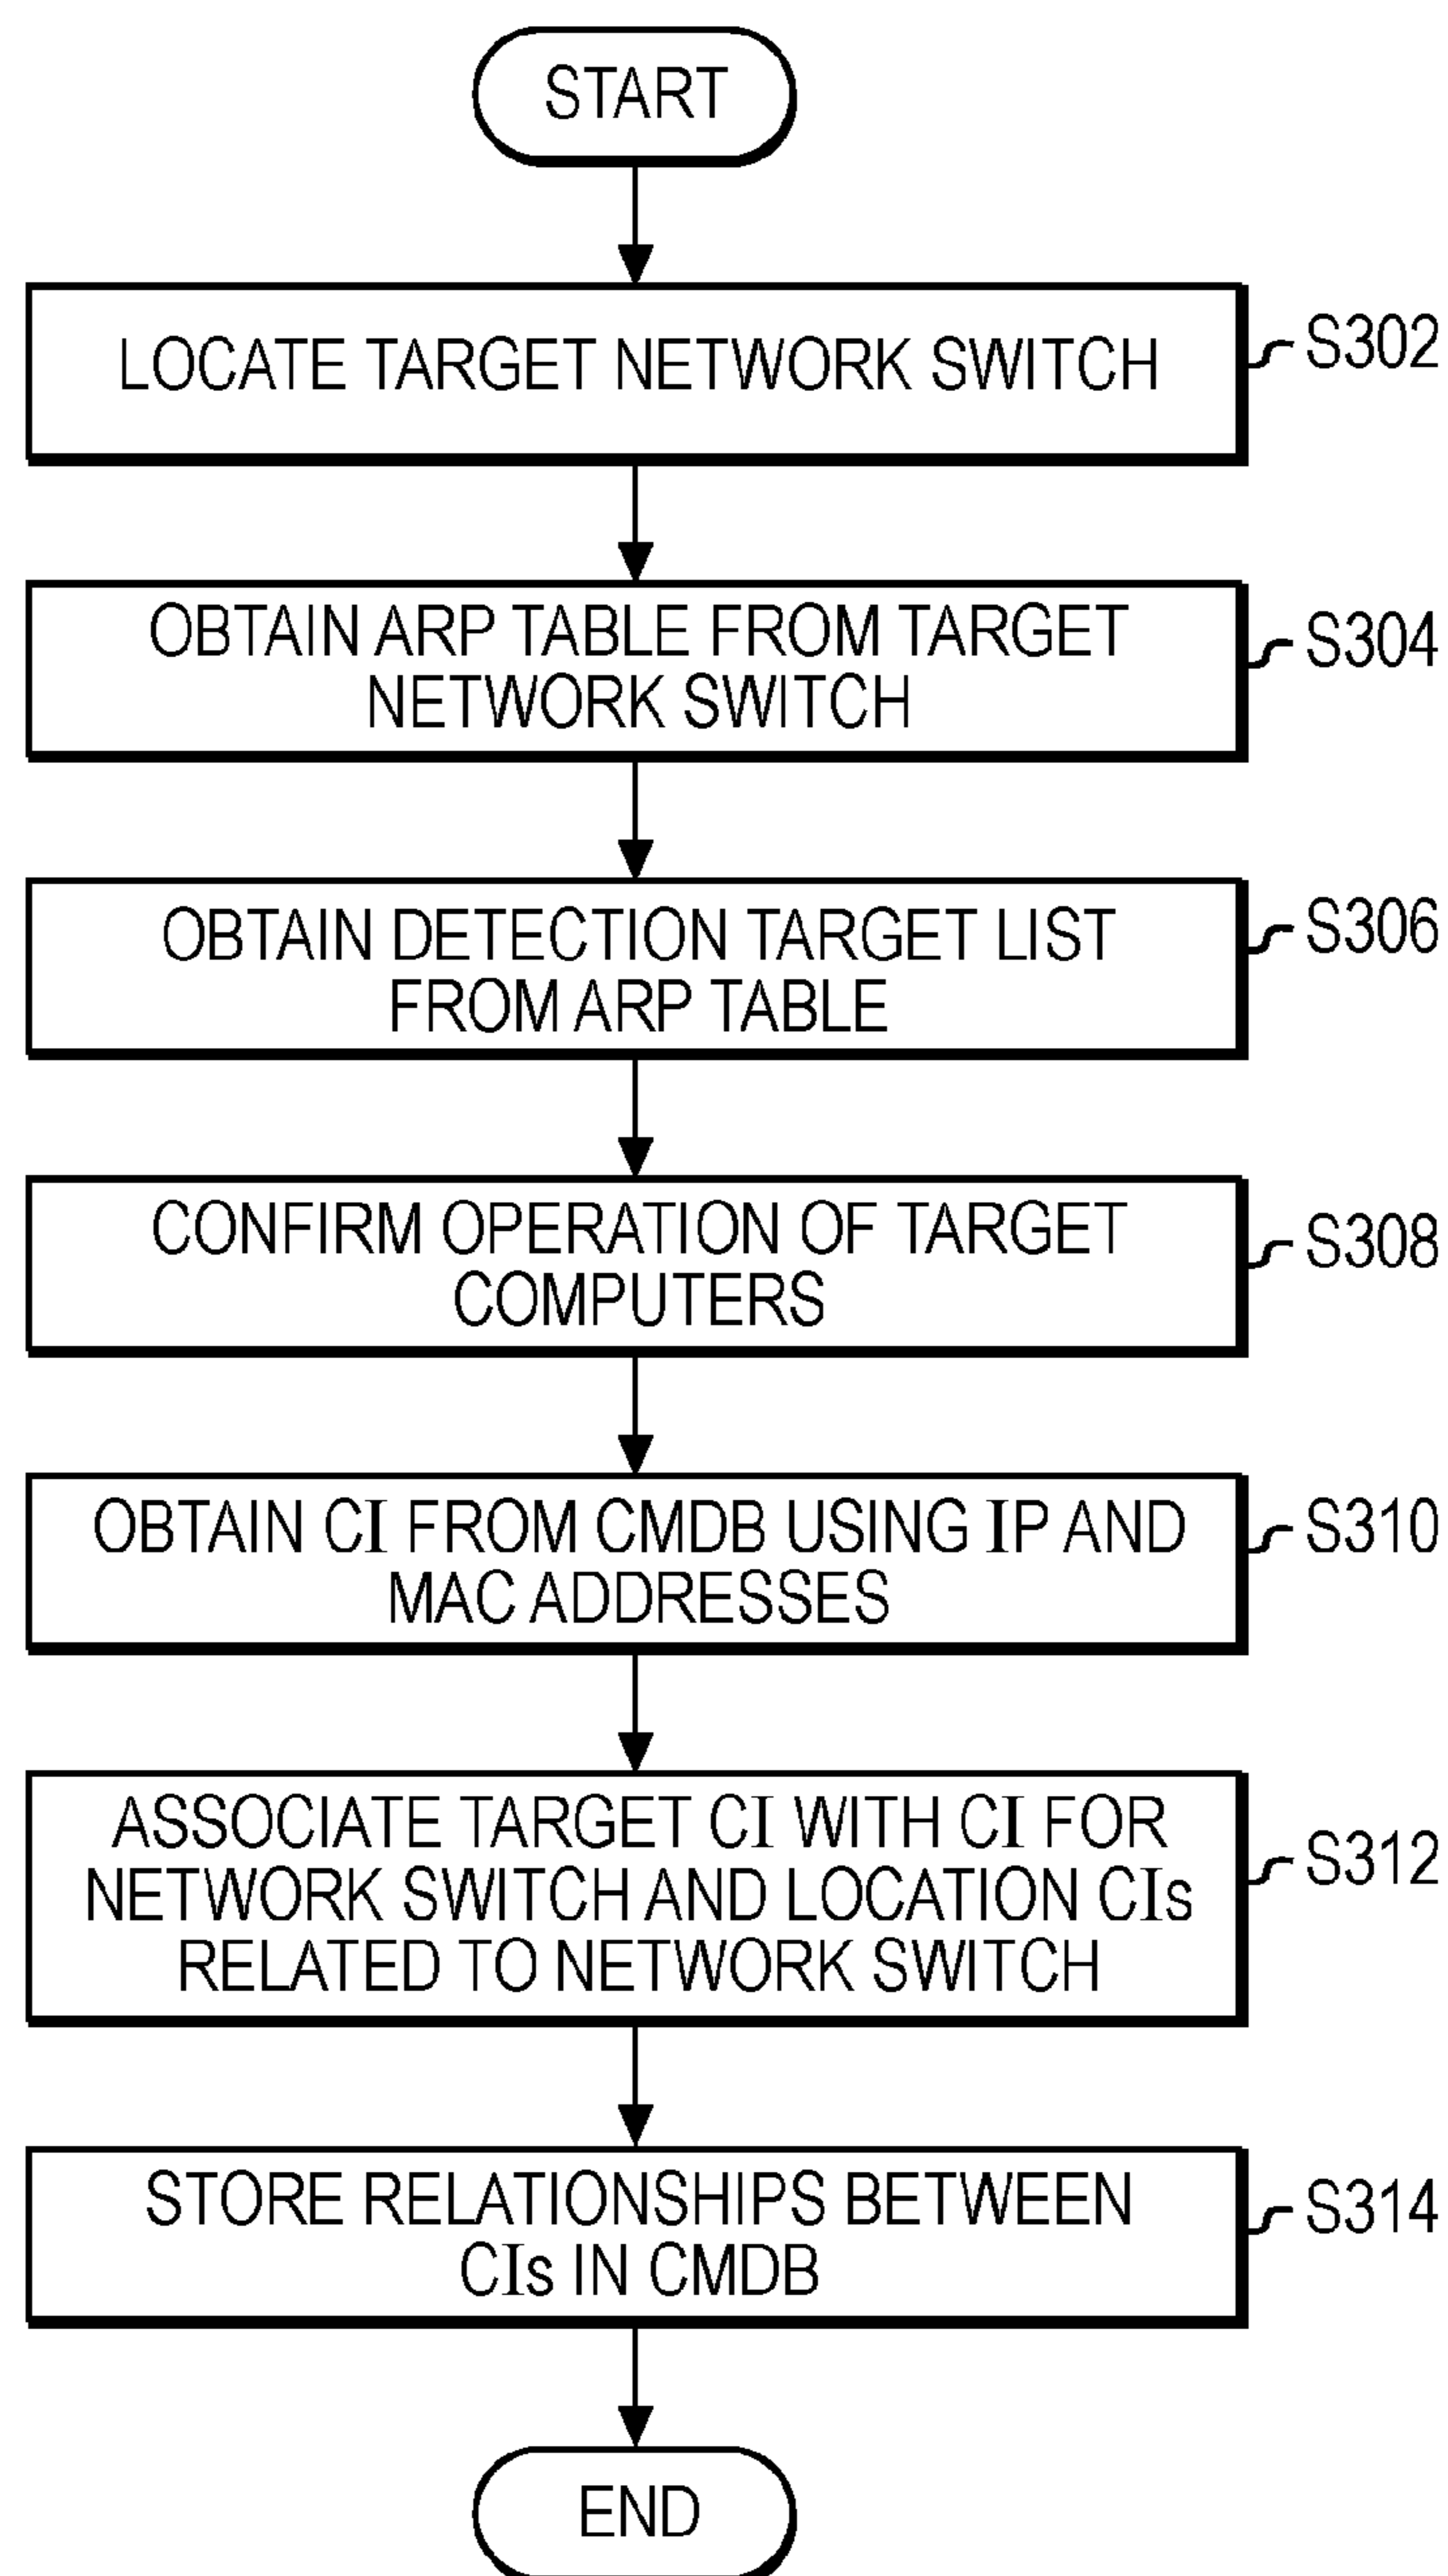 START
LOCATE TARGET NETWORK SWITCH
S302
OBTAIN ARP TABLE FROM TARGET
NETWORK SWITCH
S304
OBTAIN DETECTION TARGET LIST
FROM ARP TABLE
S306
CONFIRM OPERATION OF TARGET
COMPUTERS
S308
OBTAIN CI FROM CMDB USING IP AND
MAC ADDRESSES
S310
ASSOCIATE TARGET CI WITH CI FOR
NETWORK SWITCH AND LOCATION CIs
RELATED TO NETWORK SWITCH
S312
STORE RELATIONSHIPS BETWEEN
CIs IN CMDB
S314
END